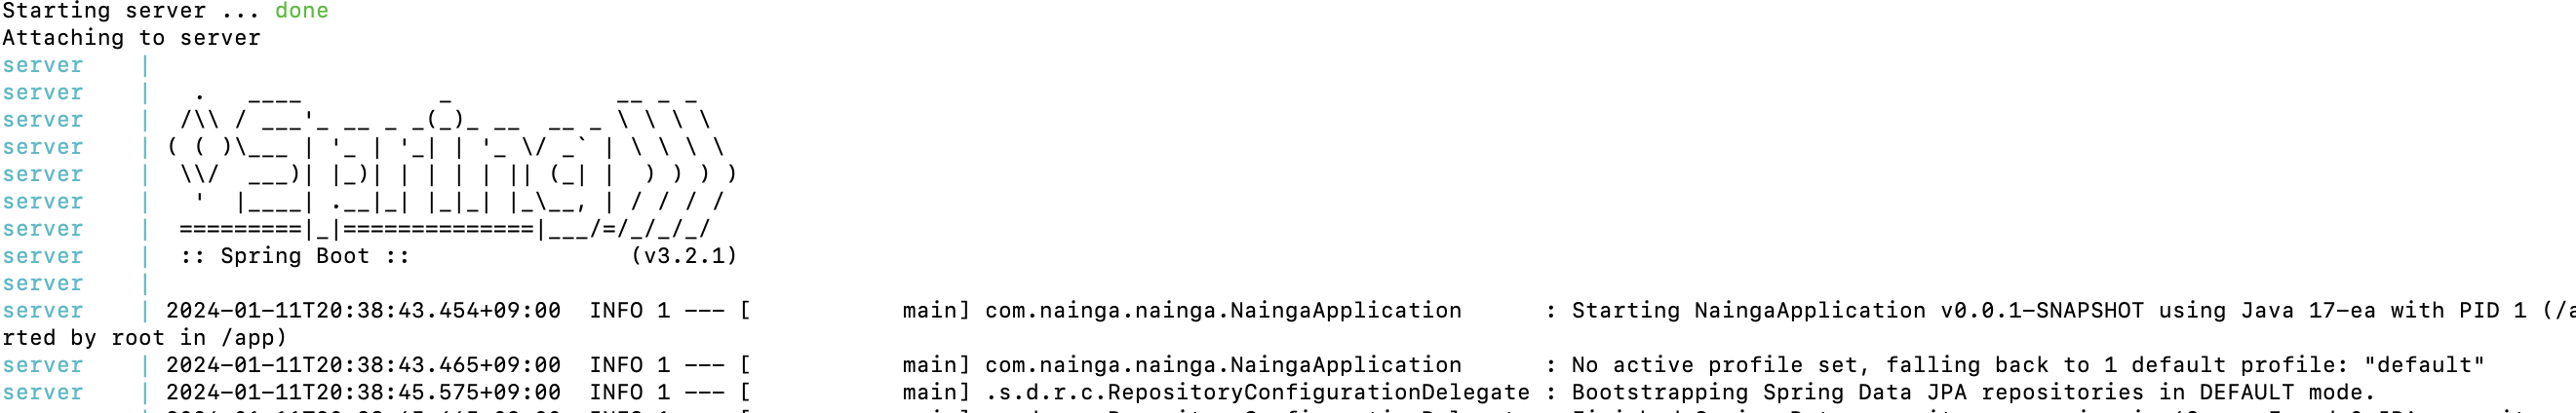 Starting server ... done
Attaching to server
server     |
server     |   .   ____          _            __ _ _
server     |  /\\ / ___'_ __ _ _(_)_ __  __ _ \ \ \ \
server     | ( ( )\___ | '_ | '_| | '_ \/ _` | \ \ \ \
server     |  \\/  ___)| |_)| | | | | || (_| |  ) ) ) )
server     |   '  |____| .__|_| |_|_| |_\__, | / / / /
server     |  =========|_|==============|___/=/_/_/_/
server     |  :: Spring Boot ::                (v3.2.1)
server     |
server     | 2024-01-11T20:38:43.454+09:00  INFO 1 --- [           main] com.nainga.nainga.NaingaApplication      : Starting NaingaApplication v0.0.1-SNAPSHOT using Java 17-ea with PID 1 (/a
rted by root in /app)
server     | 2024-01-11T20:38:43.465+09:00  INFO 1 --- [           main] com.nainga.nainga.NaingaApplication      : No active profile set, falling back to 1 default profile: "default"
server     | 2024-01-11T20:38:45.575+09:00  INFO 1 --- [           main] .s.d.r.c.RepositoryConfigurationDelegate : Bootstrapping Spring Data JPA repositories in DEFAULT mode.